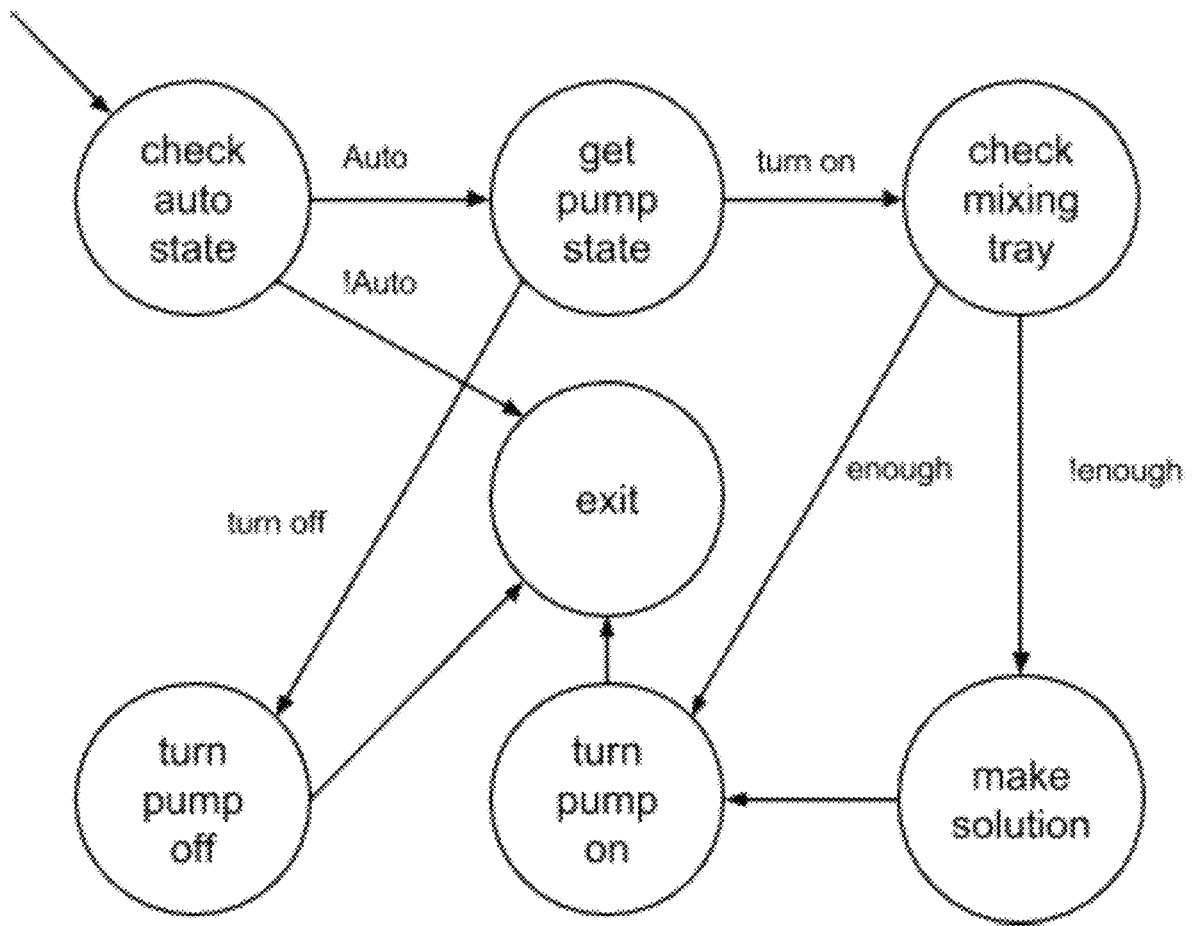 check
auto
state
Auto
get
pump
state
turn on
check
mixing
tray
!Auto
exit
enough
!enough
turn off
turn
pump
off
turn
pump
on
make
solution